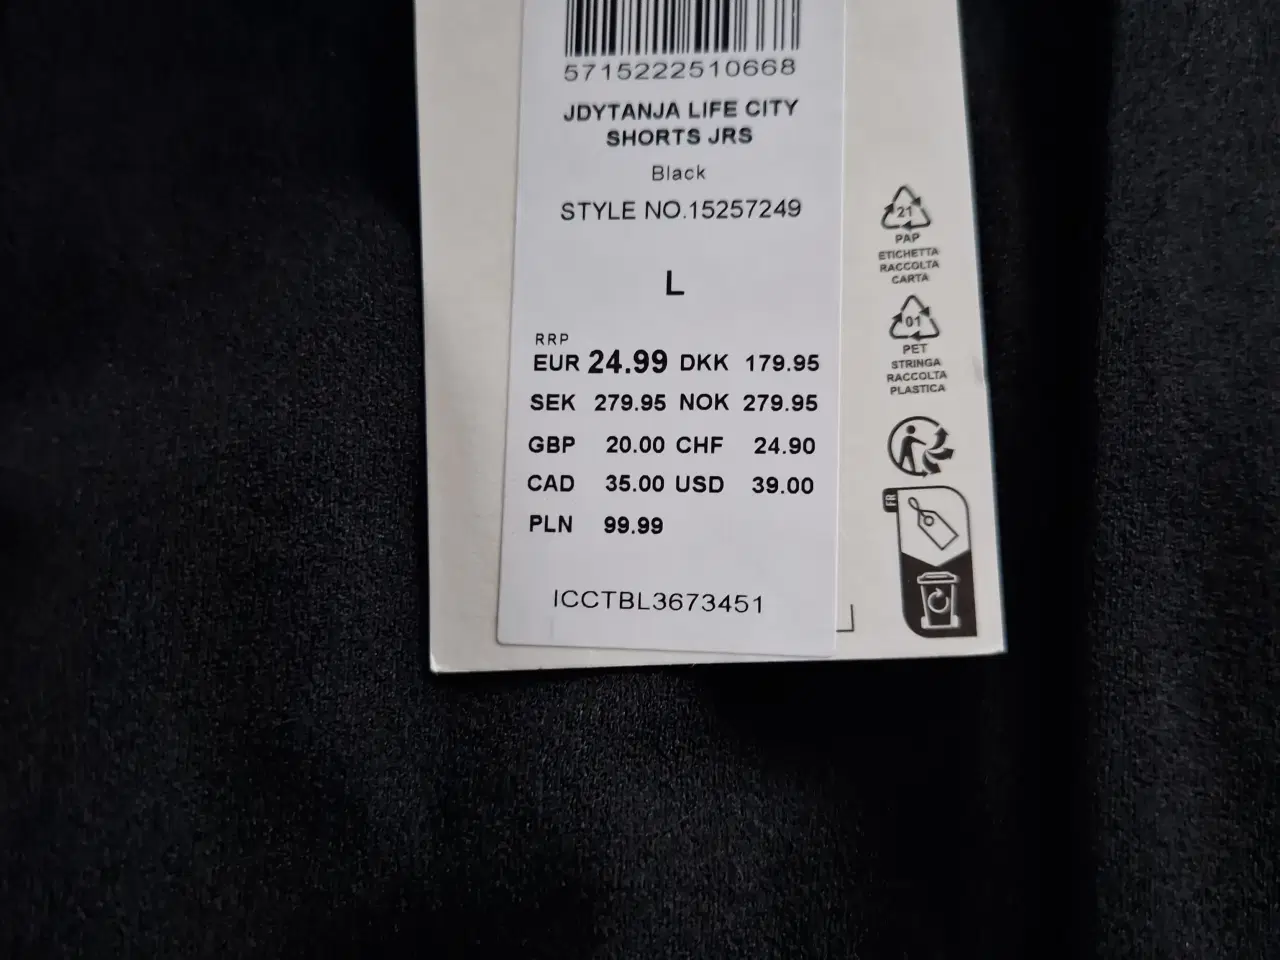 5715222510668
JDYTANJA LIFE CITY
SHORTS JRS
Black
STYLE NO.15257249
L
RRP
EUR 24.99 DKK 179.95
SEK 279.95 NOK 279.95
GBP 20.00 CHF 24.90
CAD 35.00 USD 39.00
PLN 99.99
ICCTBL3673451
21
PAP
ETICHETTA
RACCOLTA
CARTA
01
PET
STRINGA
RACCOLTA
PLASTICA
FR